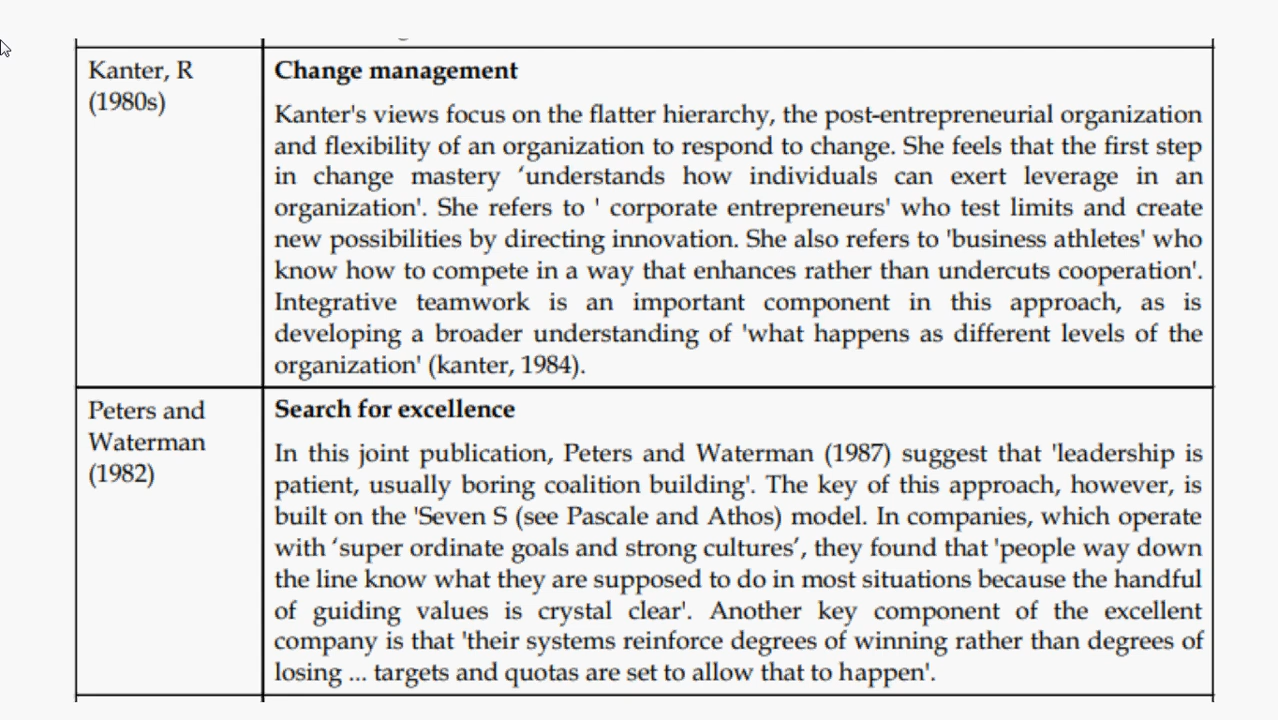 Kanter, R
(1980s)
Change management
Kanter's views focus on the flatter hierarchy, the post-entrepreneurial organization
and flexibility of an organization to respond to change. She feels that the first step
in change mastery ‘understands how individuals can exert leverage in an
organization'. She refers to ' corporate entrepreneurs' who test limits and create
new possibilities by directing innovation. She also refers to 'business athletes' who
know how to compete in a way that enhances rather than undercuts cooperation'.
Integrative teamwork is an important component in this approach, as is
developing a broader understanding of 'what happens as different levels of the
organization' (kanter, 1984).
Peters and
Waterman
(1982)
Search for excellence
In this joint publication, Peters and Waterman (1987) suggest that 'leadership is
patient, usually boring coalition building'. The key of this approach, however, is
built on the 'Seven S (see Pascale and Athos) model. In companies, which operate
with ‘super ordinate goals and strong cultures’, they found that 'people way down
the line know what they are supposed to do in most situations because the handful
of guiding values is crystal clear'. Another key component of the excellent
company is that 'their systems reinforce degrees of winning rather than degrees of
losing ... targets and quotas are set to allow that to happen'.